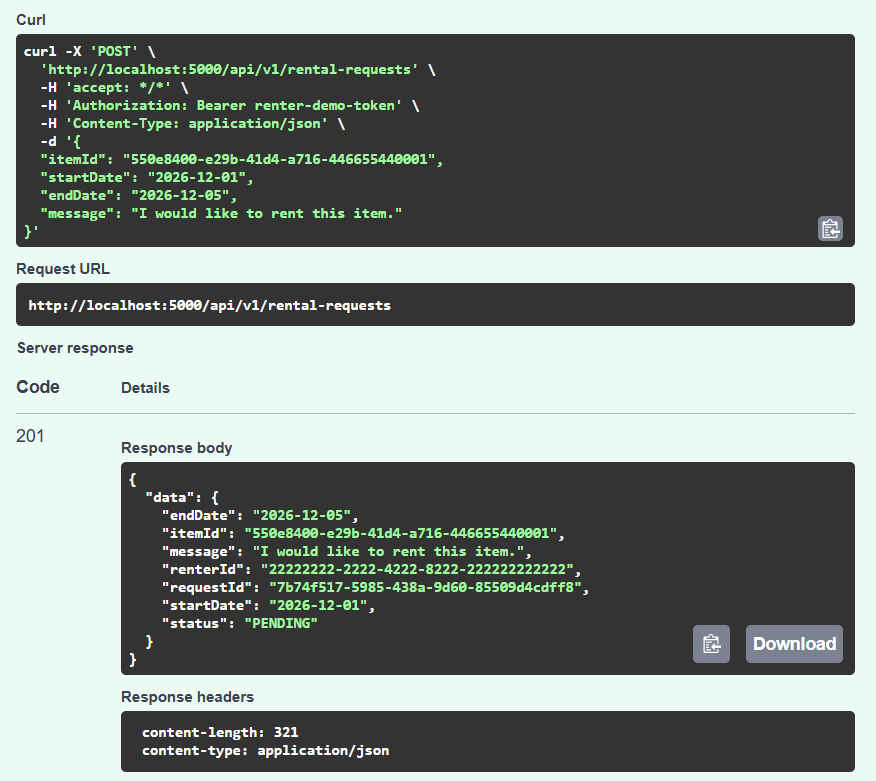 Curl
curl -X 'POST' \
'http://localhost:5000/api/v1/rental-requests' \
-H 'accept: */*' \
-H 'Authorization: Bearer renter-demo-token' \
-H 'Content-Type: application/json' \
-d '{
"itemId": "550e8400-e29b-41d4-a716-446655440001",
"startDate": "2026-12-01",
"endDate": "2026-12-05",
"message": "I would like to rent this item."
}'
Request URL
http://localhost:5000/api/v1/rental-requests
Server response
Code Details
201
Response body
{
"data": {
"endDate": "2026-12-05",
"itemId": "550e8400-e29b-41d4-a716-446655440001",
"message": "I would like to rent this item.",
"renterId": "22222222-2222-4222-8222-222222222222",
"requestId": "7b74f517-5985-438a-9d60-85509d4cdff8",
"startDate": "2026-12-01",
"status": "PENDING"
}
}
Download
Response headers
content-length: 321
content-type: application/json